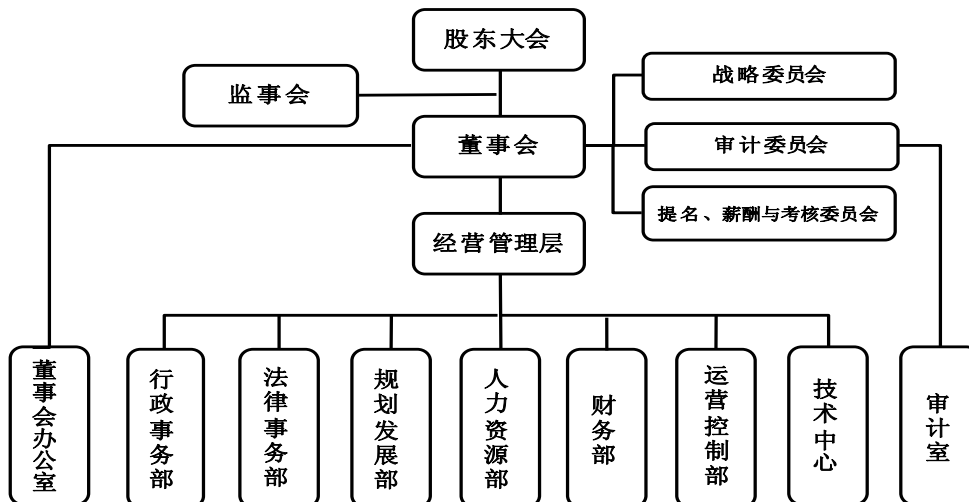 股东大会
监事会
战略委员会
董事会
审计委员会
提名、薪酬与考核委员会
经营管理层
董事会办公室
行政事务部
法律事务部
规划发展部
人力资源部
财务部
运营控制部
技术中心
审计室